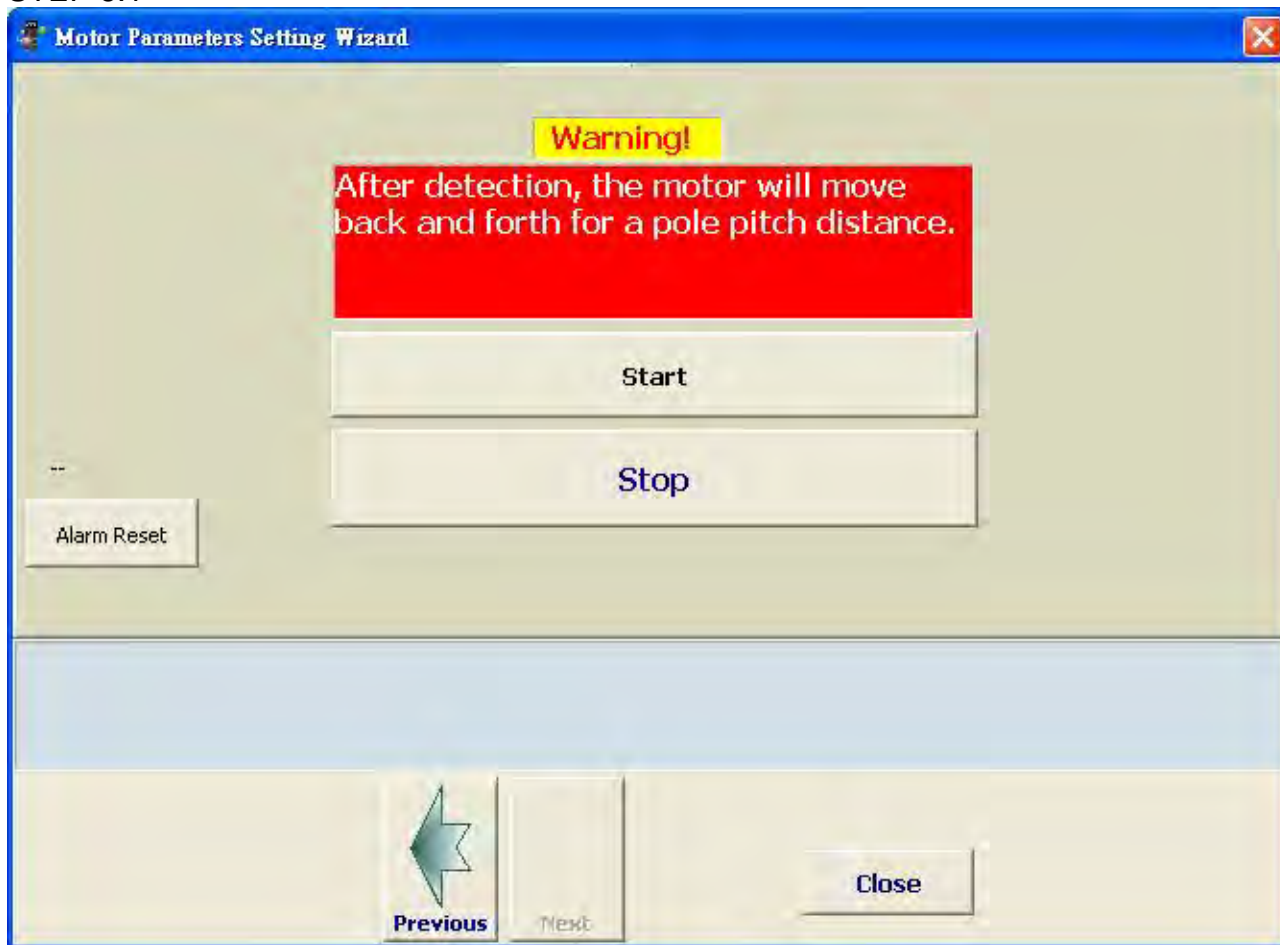 Motor Parameters Setting Wizard
Warning!
After detection, the motor will move
back and forth for a pole pitch distance.
Start
Stop
--
Alarm Reset
Previous
Next
Close